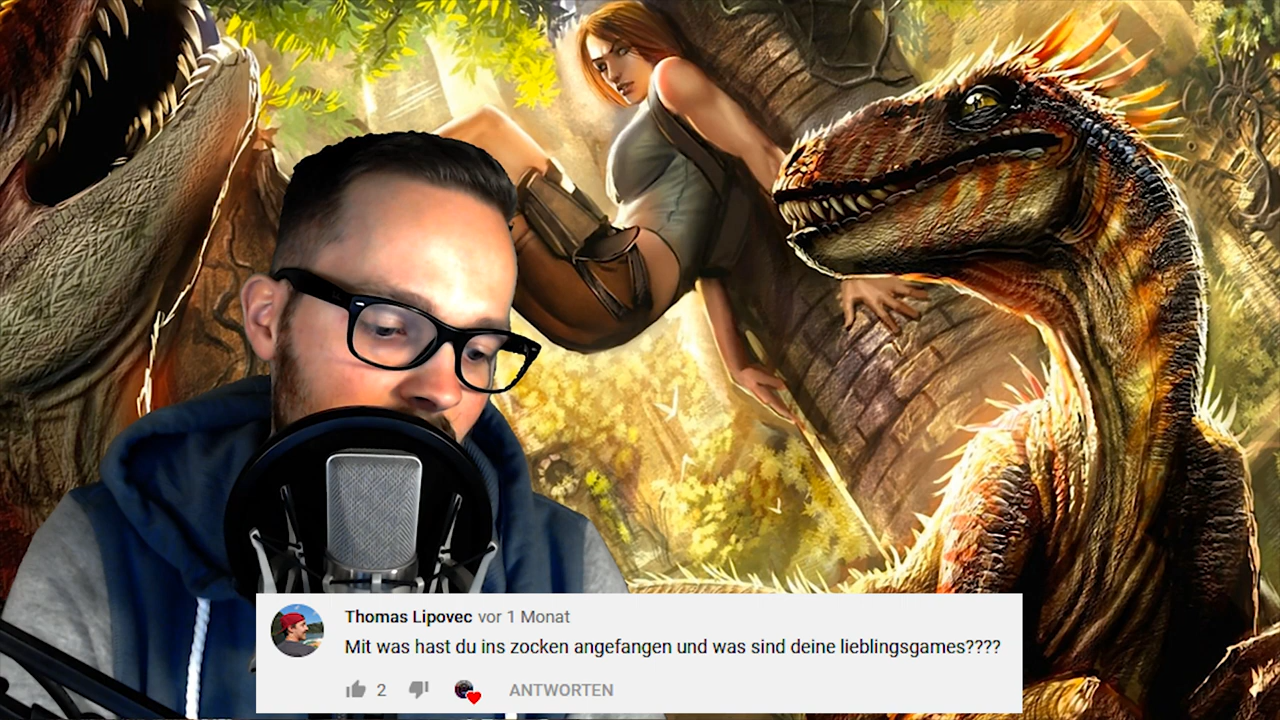 Thomas Lipovec vor 1 Monat
Mit was hast du ins zocken angefangen und was sind deine lieblingsgames????
2 ANTWORTEN